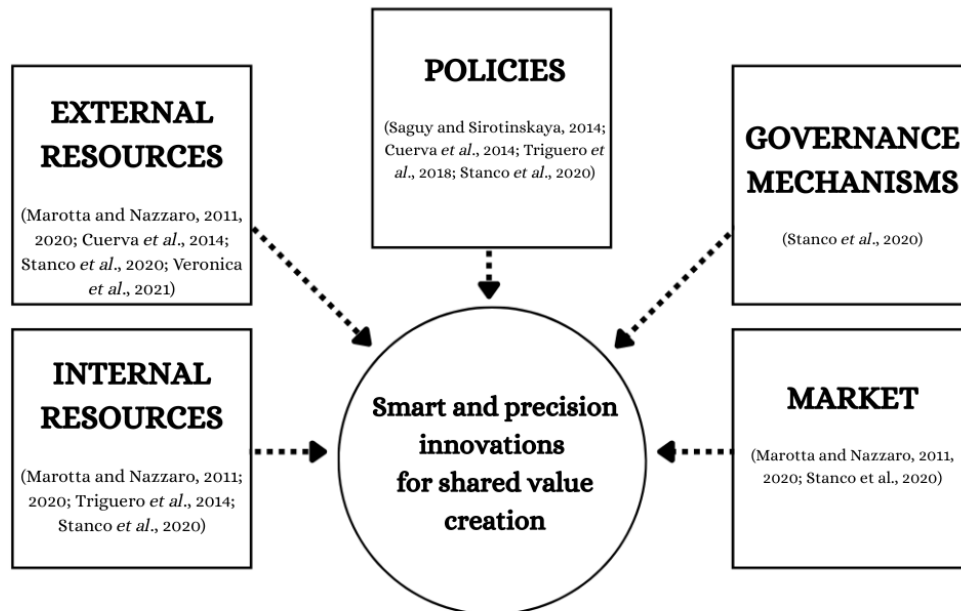 EXTERNAL
RESOURCES
(Marotta and Nazzaro, 2011,
2020; Cuerva et al., 2014;
Stanco et al., 2020; Veronica
et al., 2021)
POLICIES
(Saguy and Sirotinskaya, 2014;
Cuerva et al., 2014; Triguero et
al., 2018; Stanco et al., 2020)
GOVERNANCE
MECHANISMS
(Stanco et al., 2020)
INTERNAL
RESOURCES
(Marotta and Nazzaro, 2011;
2020; Triguero et al., 2014;
Stanco et al., 2020)
Smart and precision
innovations
for shared value
creation
MARKET
(Marotta and Nazzaro, 2011,
2020; Stanco et al., 2020)